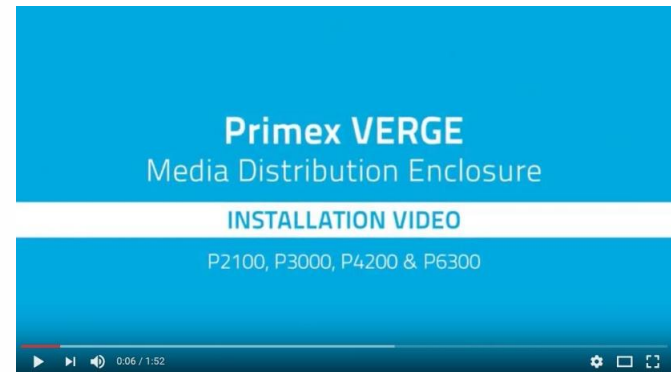 Primex VERGE
Media Distribution Enclosure
INSTALLATION VIDEO
P2100, P3000, P4200 & P6300
0:06 / 1:52